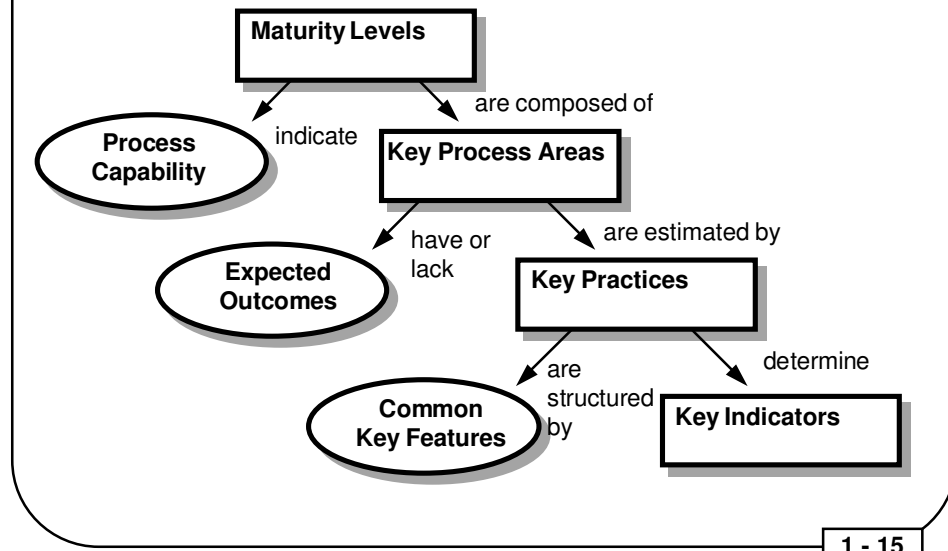 Maturity Levels
are composed of
indicate
Process
Capability
Key Process Areas
have or
lack
are estimated by
Expected
Outcomes
Key Practices
are
structured
by
determine
Common
Key Features
Key Indicators
1 - 15